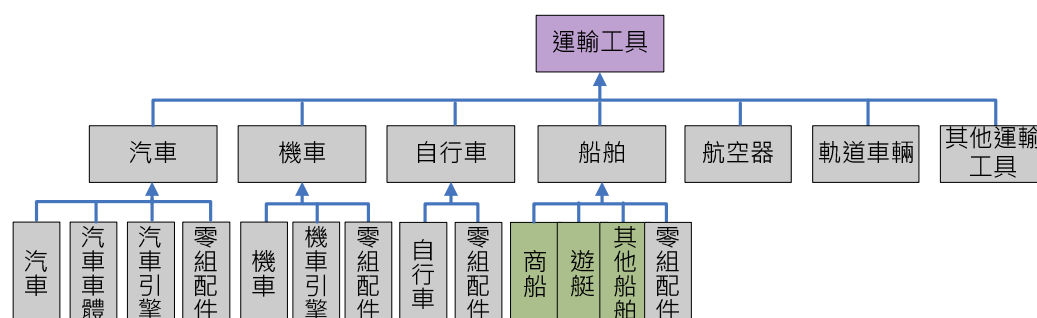 運輸工具
汽車
機車
自行車
船舶
航空器
軌道車輛
其他運輸
工具
汽車
汽車車體
汽車引擎
零組配件
機車
機車引擎
零組配件
自行車
零組配件
商船
遊艇
其他船舶
零組配件